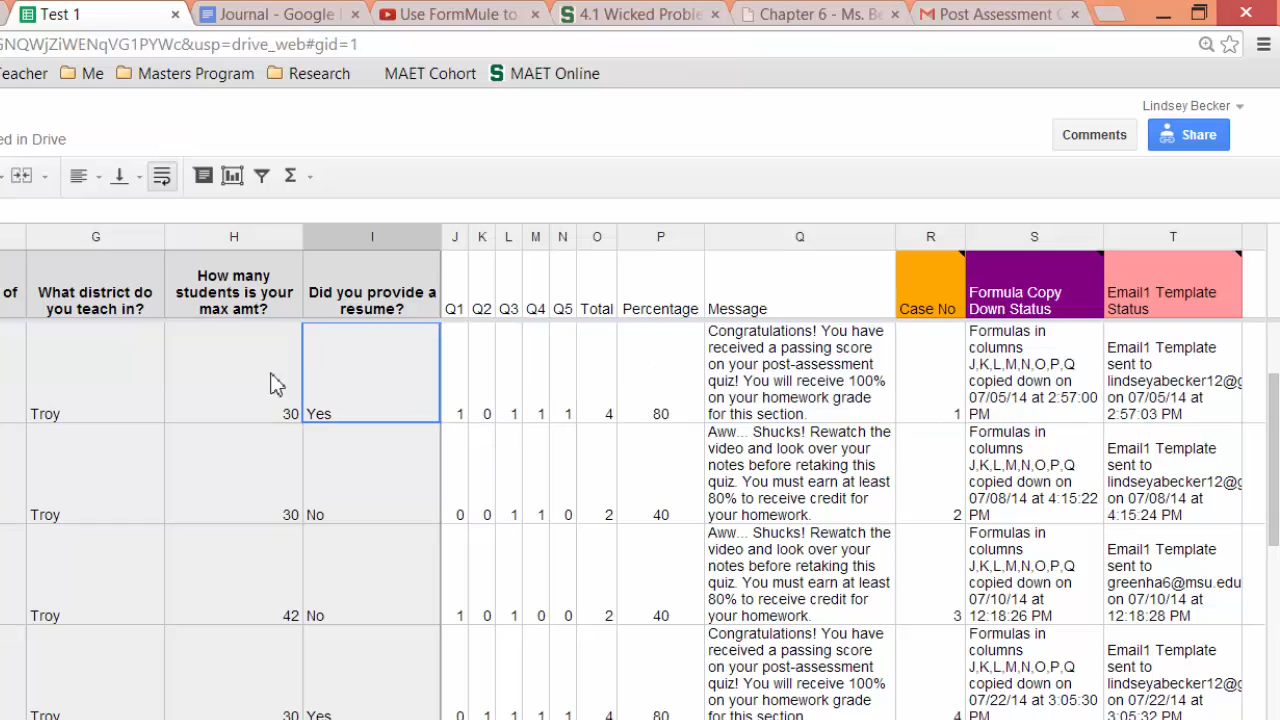 Test 1
Journal - Google
Use FormMule to
4.1 Wicked Proble
Chapter 6 - Ms. Be
Post Assessment
GNQWjZiWENqVG1PYWc&usp=drive_web#gid=1
Teacher Me Masters Program Research MAET Cohort MAET Online
Lindsey Becker
ed in Drive
Comments Share
G H I J K L M N O P Q R S T
of
What district do
you teach in?
How many
students is your
max amt?
Did you provide a
resume?
Q1 Q2 Q3 Q4 Q5 Total Percentage Message
Case No
Formula Copy
Down Status
Email1 Template
Status
Troy 30 Yes 1 0 1 1 1 4 80
Congratulations! You have
received a passing score
on your post-assessment
quiz! You will receive 100%
on your homework grade
for this section.
1
Formulas in
columns
J,K,L,M,N,O,P,Q
copied down on
07/05/14 at 2:57:00
PM
Email1 Template
sent to
lindseyabecker12@g
on 07/05/14 at
2:57:03 PM
Troy 30 No 0 0 1 1 0 2 40
Aww... Shucks! Rewatch the
video and look over your
notes before retaking this
quiz. You must earn at least
80% to receive credit for
your homework.
2
Formulas in
columns
J,K,L,M,N,O,P,Q
copied down on
07/08/14 at 4:15:22
PM
Email1 Template
sent to
lindseyabecker12@g
on 07/08/14 at
4:15:24 PM
Troy 42 No 1 0 1 0 0 2 40
Aww... Shucks! Rewatch the
video and look over your
notes before retaking this
quiz. You must earn at least
80% to receive credit for
your homework.
3
Formulas in
columns
J,K,L,M,N,O,P,Q
copied down on
07/10/14 at
12:18:26 PM
Email1 Template
sent to
greenha6@msu.edu
on 07/10/14 at
12:18:28 PM
Troy 30 Yes 0 1 1 1 1 4 80
Congratulations! You have
received a passing score
on your post-assessment
quiz! You will receive 100%
on your homework grade
for this section.
4
Formulas in
columns
J,K,L,M,N,O,P,Q
copied down on
07/22/14 at 3:05:30
PM
Email1 Template
sent to
lindseyabecker12@g
on 07/22/14 at
3:05:32 PM